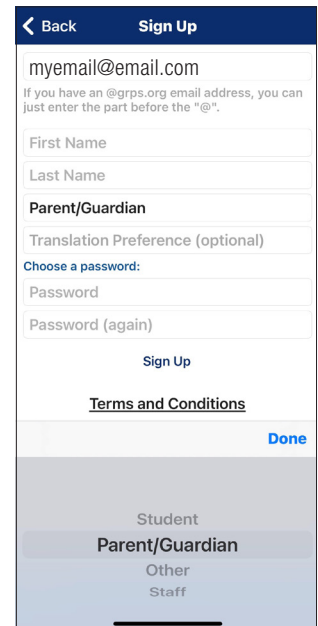 Back Sign Up
myemail@email.com
If you have an @grps.org email address, you can
just enter the part before the "@".
First Name
Last Name
Parent/Guardian
Translation Preference (optional)
Choose a password:
Password
Password (again)
Sign Up
Terms and Conditions
Done
Student
Parent/Guardian
Other
Staff